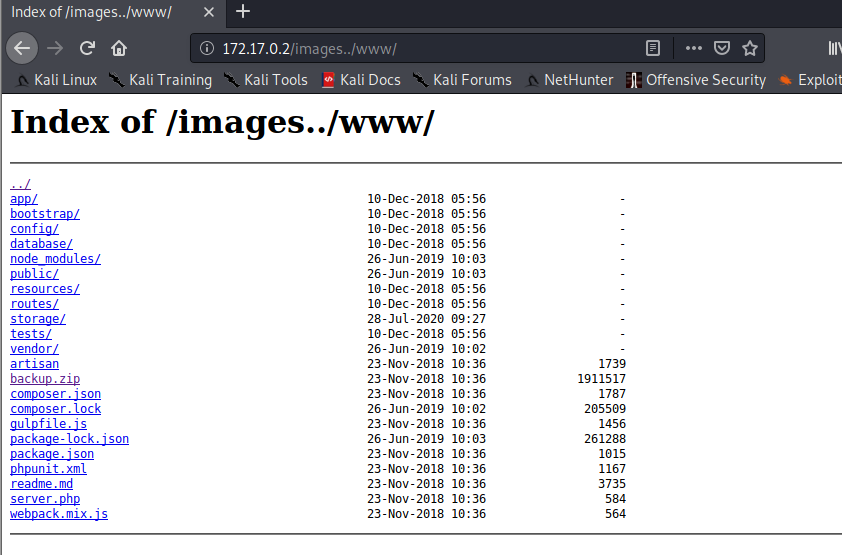 Index of /images../www/
172.17.0.2/images../www/
Kali Linux Kali Training Kali Tools Kali Docs Kali Forums NetHunter Offensive Security Exploit
Index of /images../www/
../
app/ 10-Dec-2018 05:56 -
bootstrap/ 10-Dec-2018 05:56 -
config/ 10-Dec-2018 05:56 -
database/ 10-Dec-2018 05:56 -
node_modules/ 26-Jun-2019 10:03 -
public/ 26-Jun-2019 10:03 -
resources/ 10-Dec-2018 05:56 -
routes/ 10-Dec-2018 05:56 -
storage/ 28-Jul-2020 09:27 -
tests/ 10-Dec-2018 05:56 -
vendor/ 26-Jun-2019 10:02 -
artisan 23-Nov-2018 10:36 1739
backup.zip 23-Nov-2018 10:36 1911517
composer.json 23-Nov-2018 10:36 1787
composer.lock 26-Jun-2019 10:02 205509
gulpfile.js 23-Nov-2018 10:36 1456
package-lock.json 26-Jun-2019 10:03 261288
package.json 23-Nov-2018 10:36 1015
phpunit.xml 23-Nov-2018 10:36 1167
readme.md 23-Nov-2018 10:36 3735
server.php 23-Nov-2018 10:36 584
webpack.mix.js 23-Nov-2018 10:36 564